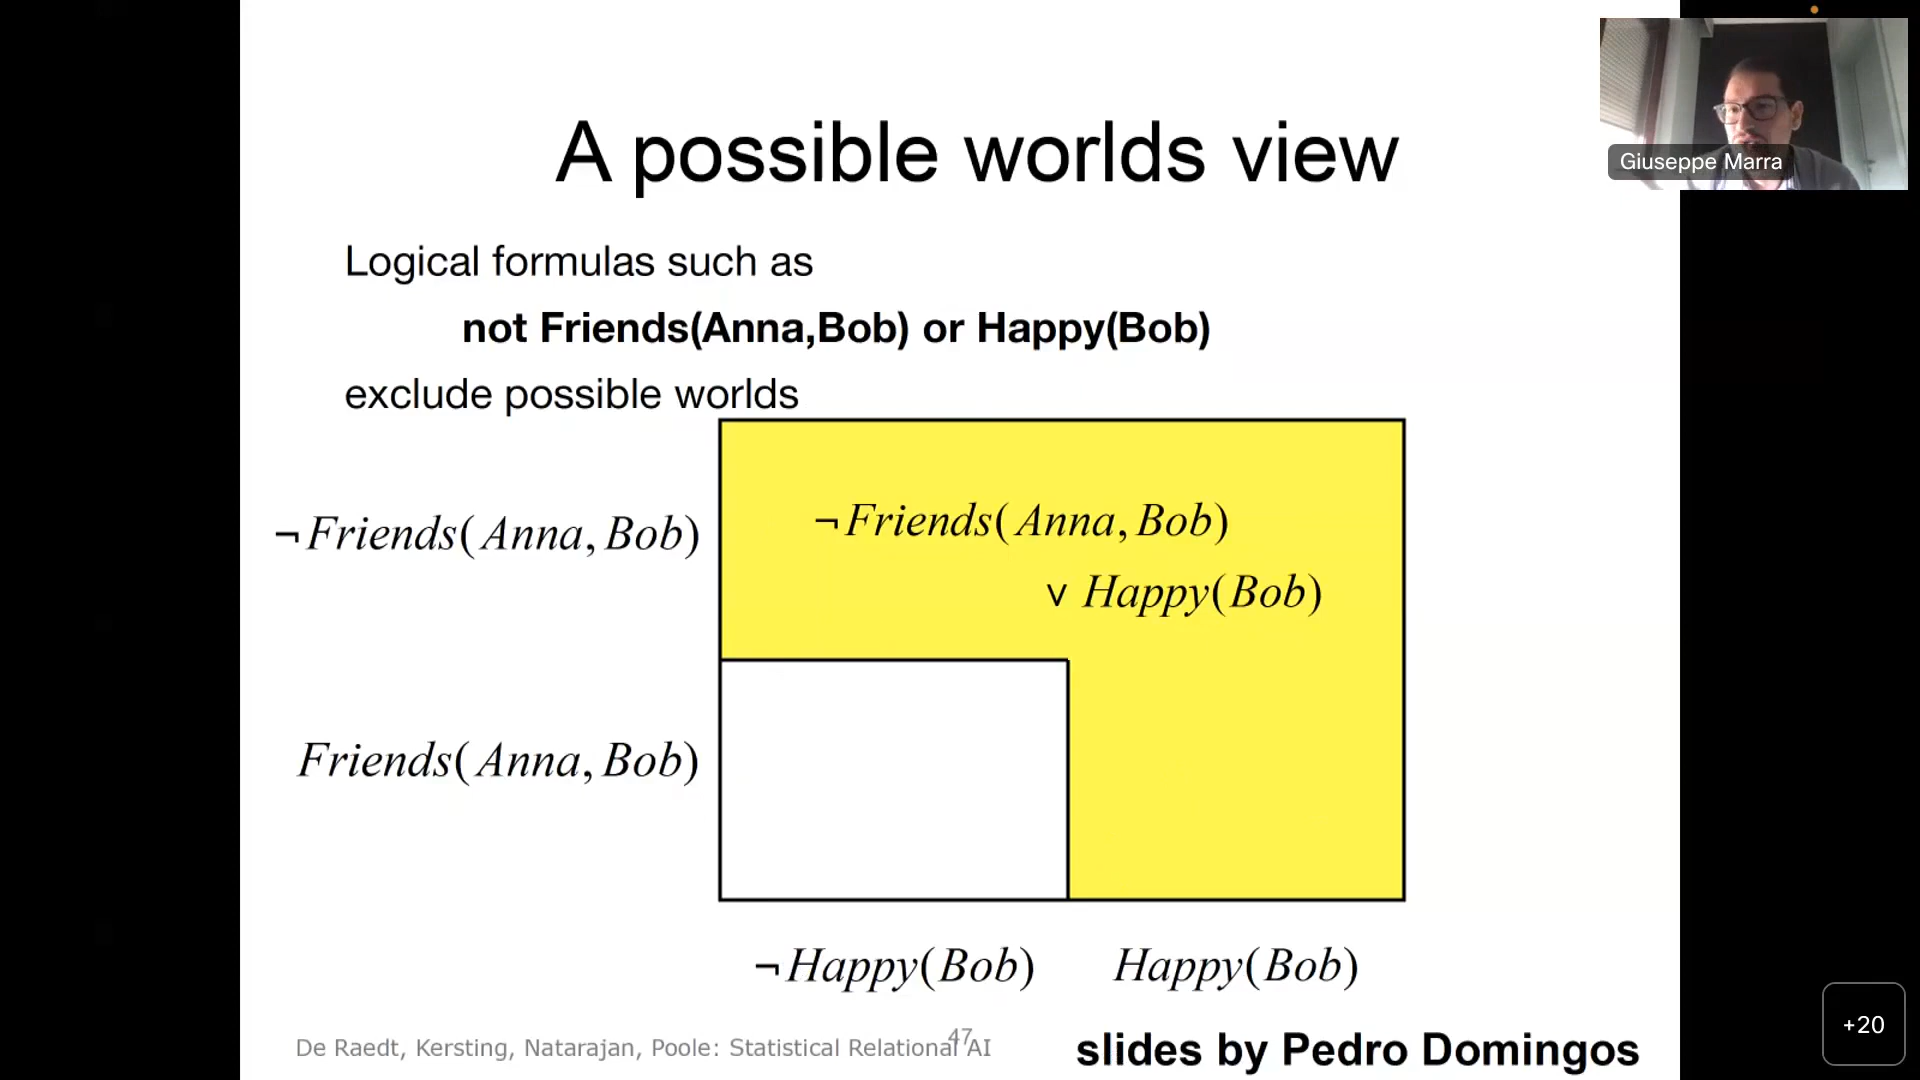 A possible worlds view
Giuseppe Marra
Logical formulas such as
not Friends(Anna,Bob) or Happy(Bob)
exclude possible worlds
¬Friends(Anna,Bob)
¬Friends(Anna,Bob)
∨ Happy(Bob)
Friends(Anna,Bob)
¬Happy(Bob) Happy(Bob)
47
De Raedt, Kersting, Natarajan, Poole: Statistical Relational AI
slides by Pedro Domingos
+20